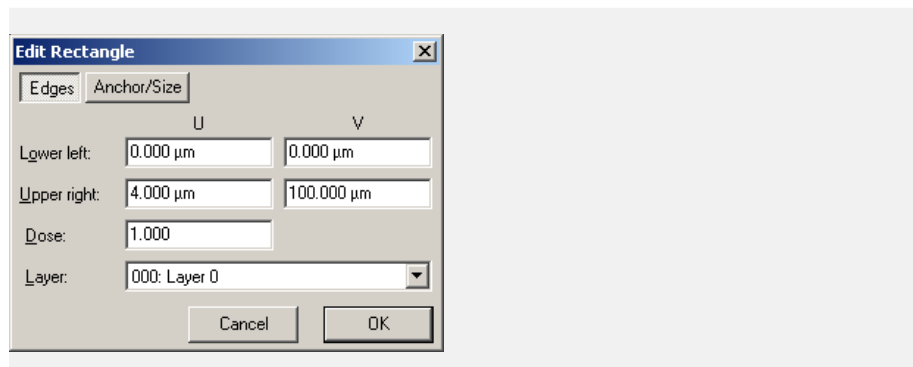 Edit Rectangle
Edges Anchor/Size
U V
Lower left: 0.000 µm 0.000 µm
Upper right: 4.000 µm 100.000 µm
Dose: 1.000
Layer: 000: Layer 0
Cancel OK